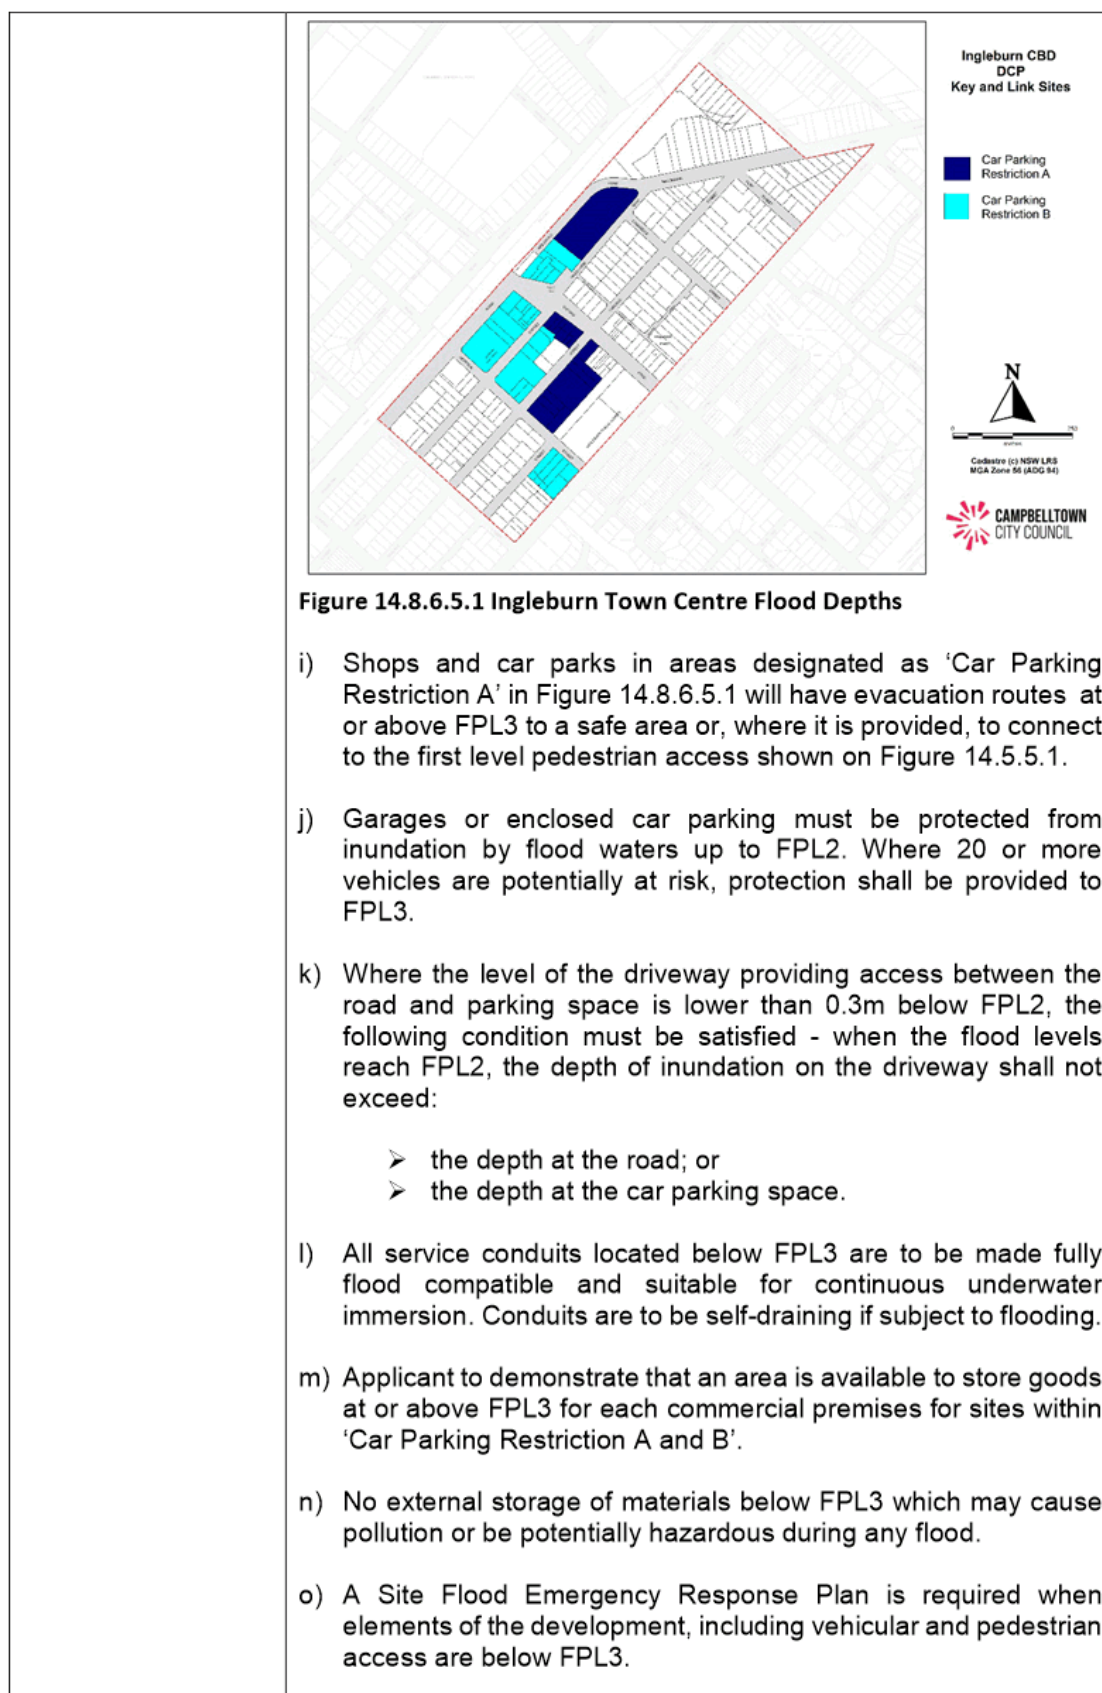 Ingleburn CBD
DCP
Key and Link Sites
Car Parking
Restriction A
Car Parking
Restriction B
N
0
250
Cadastre (c) NSW LRS
MGA Zone 56 (ADG 94)
CAMPBELLTOWN
CITY COUNCIL
Figure 14.8.6.5.1 Ingleburn Town Centre Flood Depths
i) Shops and car parks in areas designated as ‘Car Parking
Restriction A’ in Figure 14.8.6.5.1 will have evacuation routes at
or above FPL3 to a safe area or, where it is provided, to connect
to the first level pedestrian access shown on Figure 14.5.5.1.
j) Garages or enclosed car parking must be protected from
inundation by flood waters up to FPL2. Where 20 or more
vehicles are potentially at risk, protection shall be provided to
FPL3.
k) Where the level of the driveway providing access between the
road and parking space is lower than 0.3m below FPL2, the
following condition must be satisfied - when the flood levels
reach FPL2, the depth of inundation on the driveway shall not
exceed:
➢ the depth at the road; or
➢ the depth at the car parking space.
l) All service conduits located below FPL3 are to be made fully
flood compatible and suitable for continuous underwater
immersion. Conduits are to be self-draining if subject to flooding.
m) Applicant to demonstrate that an area is available to store goods
at or above FPL3 for each commercial premises for sites within
‘Car Parking Restriction A and B’.
n) No external storage of materials below FPL3 which may cause
pollution or be potentially hazardous during any flood.
o) A Site Flood Emergency Response Plan is required when
elements of the development, including vehicular and pedestrian
access are below FPL3.